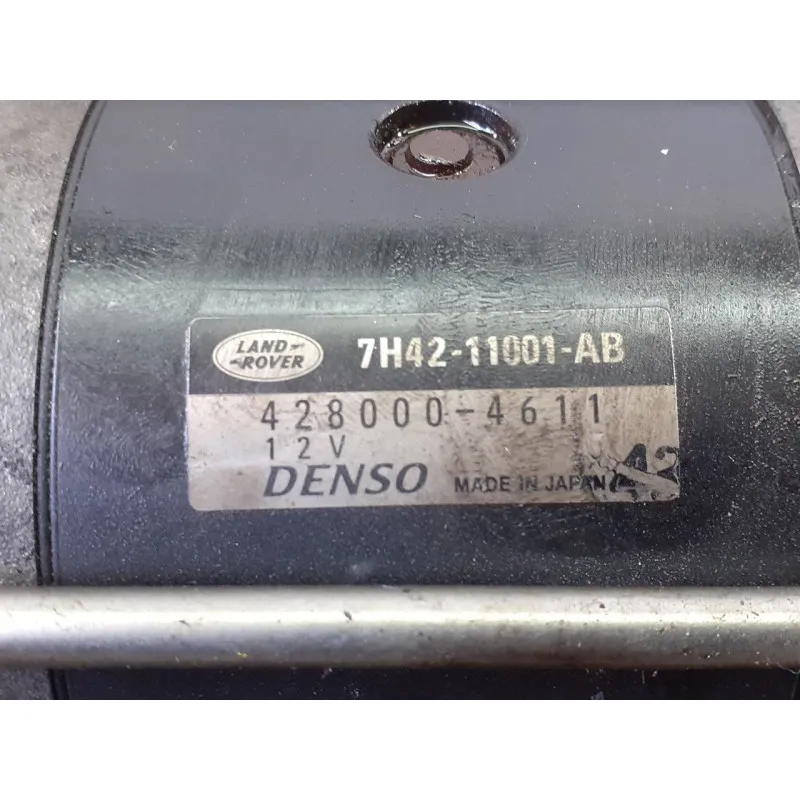 LAND-
-ROVER
7H42-11001-AB
428000-4611
12V
DENSO MADE IN JAPAN